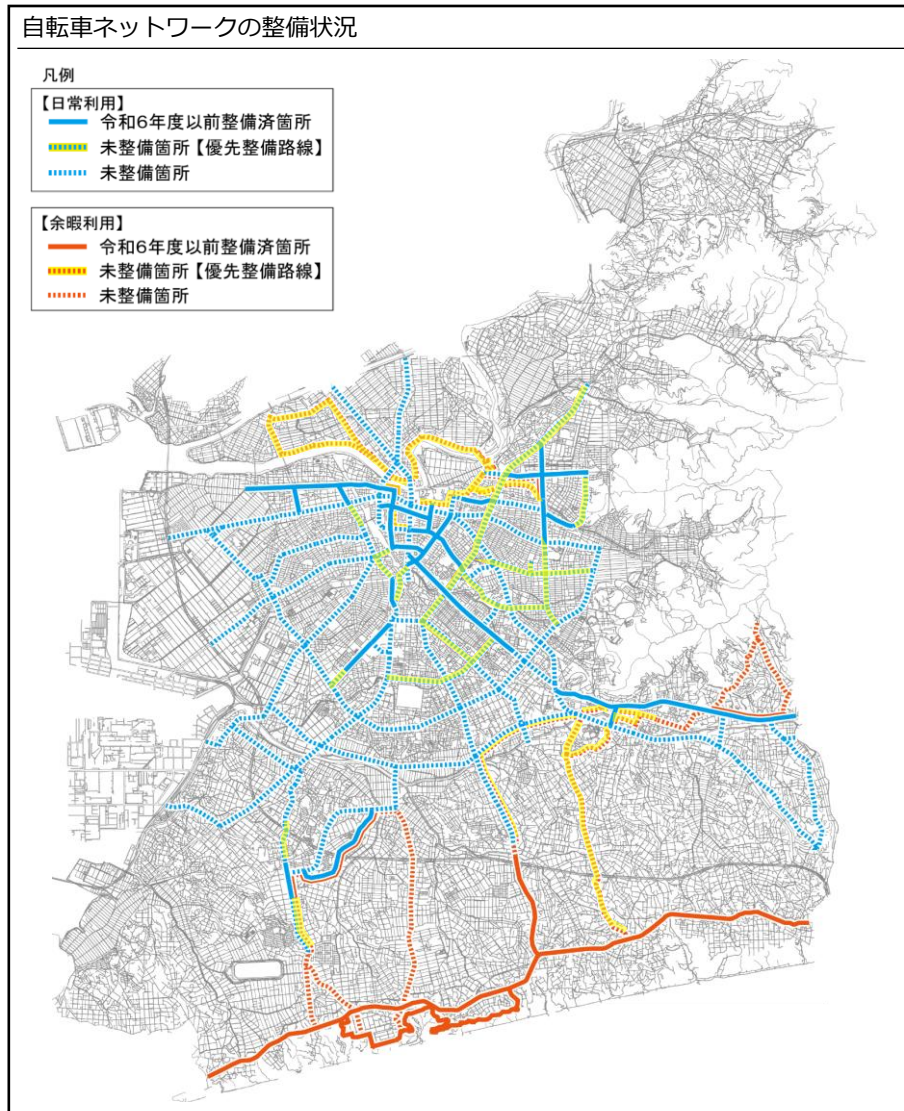 自転車ネットワークの整備状況
凡例
【日常利用】
令和6年度以前整備済箇所
未整備箇所【優先整備路線】
未整備箇所
【余暇利用】
令和6年度以前整備済箇所
未整備箇所【優先整備路線】
未整備箇所